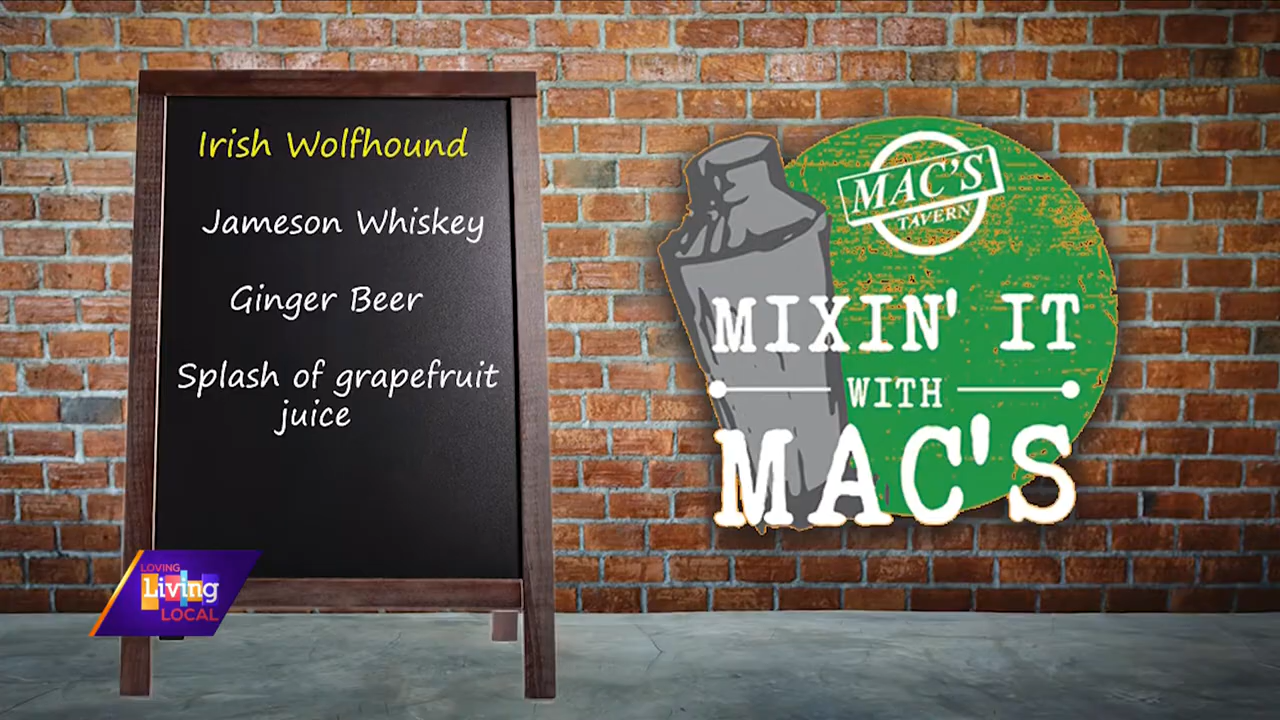 Irish Wolfhound
Jameson Whiskey
Ginger Beer
Splash of grapefruit
juice
MAC'S
TAVERN
MIXIN' IT
WITH
MAC'S
LOVING
Living
LOCAL